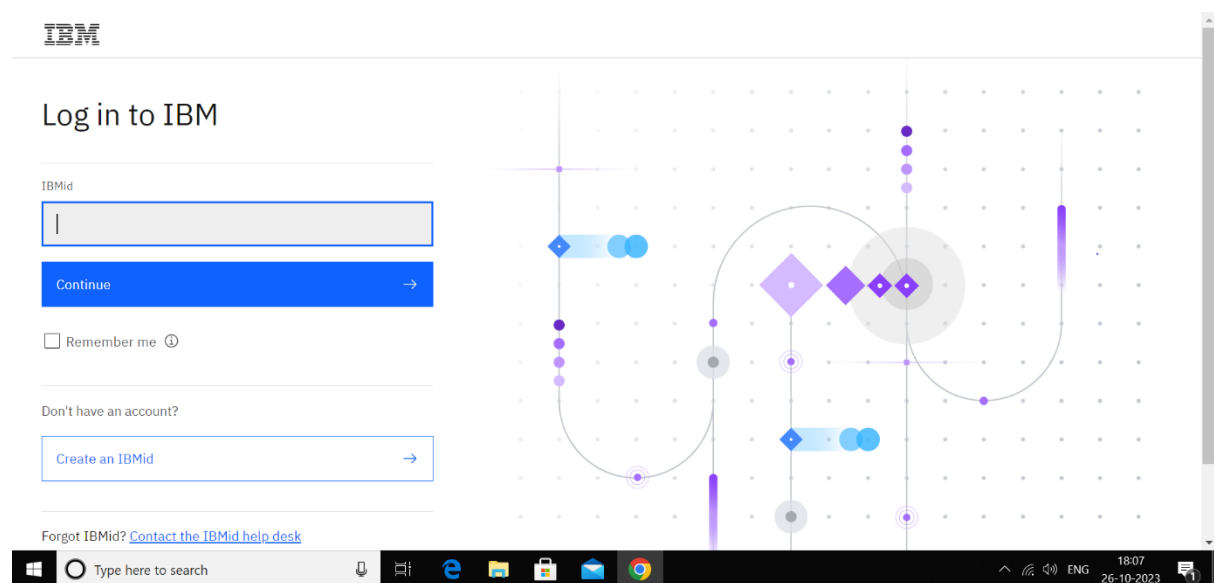 IBM
Log in to IBM
IBMid
Continue
Remember me
Don't have an account?
Create an IBMid
Forgot IBMid? Contact the IBMid help desk
Type here to search
ENG
18:07
26-10-2023
1